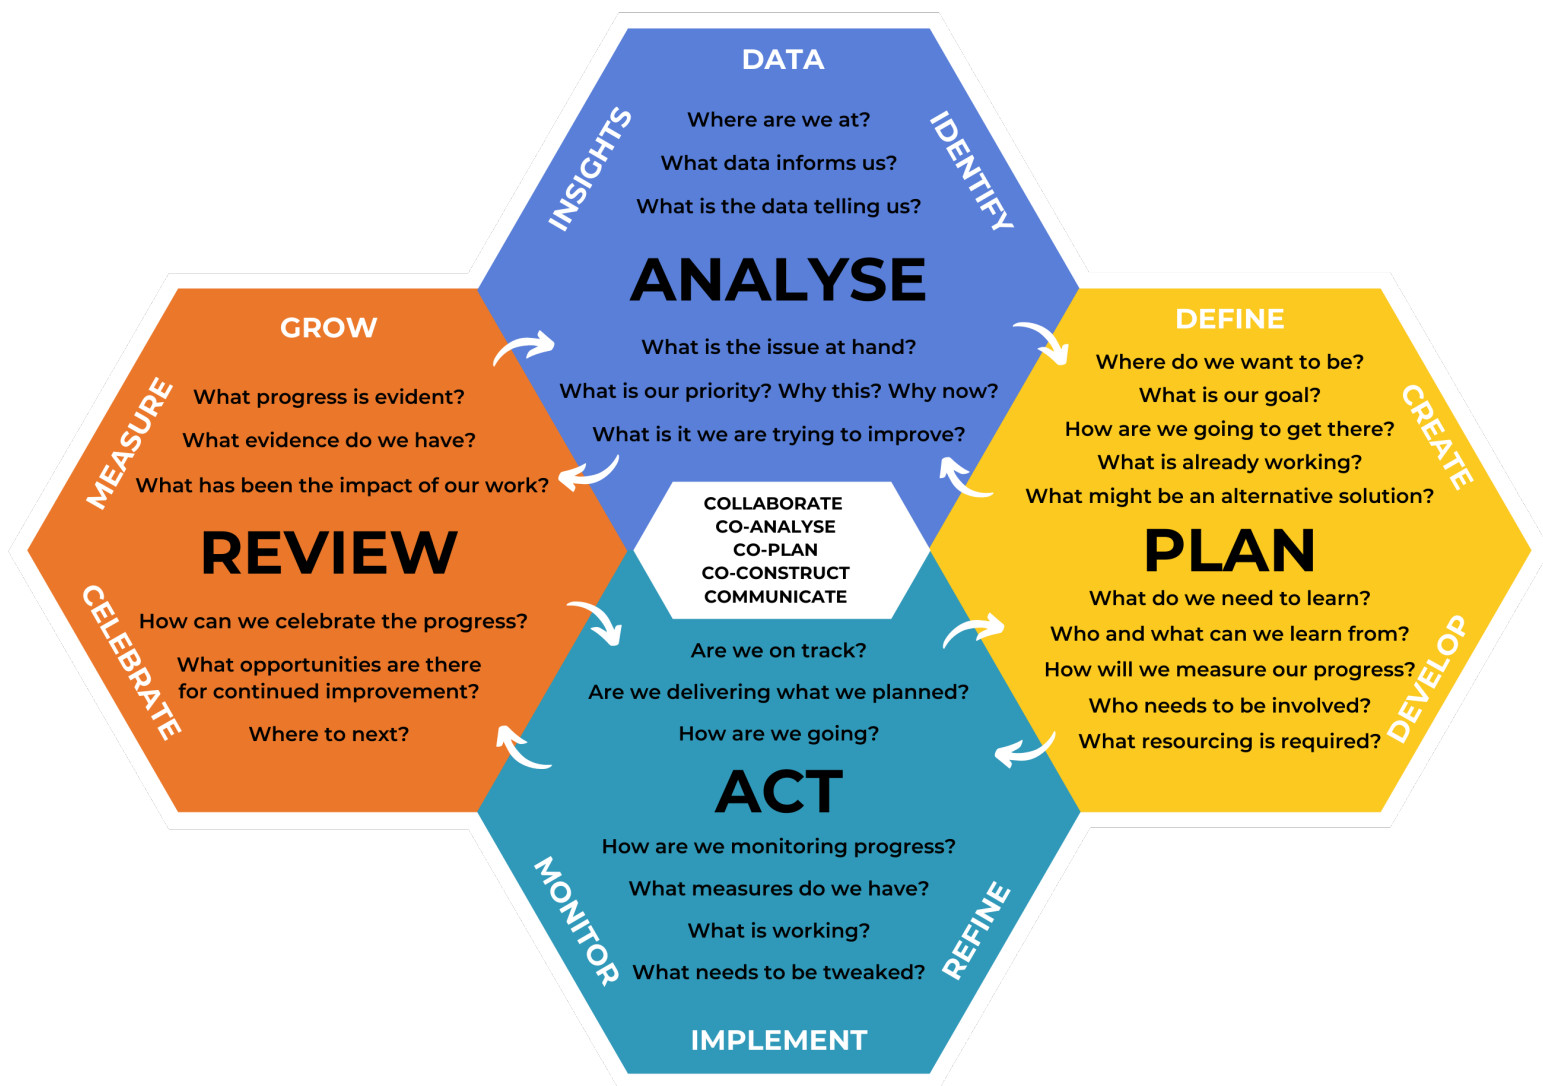 DATA
INSIGHTS
IDENTIFY
Where are we at?
What data informs us?
What is the data telling us?
ANALYSE
What is the issue at hand?
What is our priority? Why this? Why now?
What is it we are trying to improve?
GROW
MEASURE
What progress is evident?
What evidence do we have?
What has been the impact of our work?
REVIEW
CELEBRATE
How can we celebrate the progress?
What opportunities are there
for continued improvement?
Where to next?
COLLABORATE
CO-ANALYSE
CO-PLAN
CO-CONSTRUCT
COMMUNICATE
DEFINE
CREATE
Where do we want to be?
What is our goal?
How are we going to get there?
What is already working?
What might be an alternative solution?
PLAN
What do we need to learn?
Who and what can we learn from?
How will we measure our progress?
Who needs to be involved?
What resourcing is required?
DEVELOP
Are we on track?
Are we delivering what we planned?
How are we going?
ACT
How are we monitoring progress?
What measures do we have?
What is working?
What needs to be tweaked?
MONITOR
REFINE
IMPLEMENT